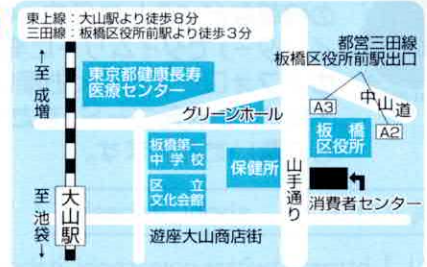 東上線：大山駅より徒歩8分
三田線：板橋区役所前駅より徒歩3分
都営三田線
板橋区役所前駅出口
←至 成増
東京都健康長寿
医療センター
グリーンホール
A3
中山道
A2
板橋
区役所
板橋第一
中学校
保健所
山手通り
区立
文化会館
消費者センター
大山駅
至 池袋→
遊座大山商店街